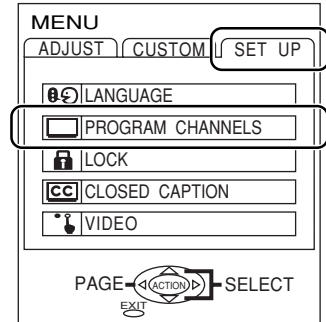 MENU
ADJUST CUSTOM SET UP
LANGUAGE
PROGRAM CHANNELS
LOCK
CC CLOSED CAPTION
VIDEO
PAGE ACTION SELECT
EXIT